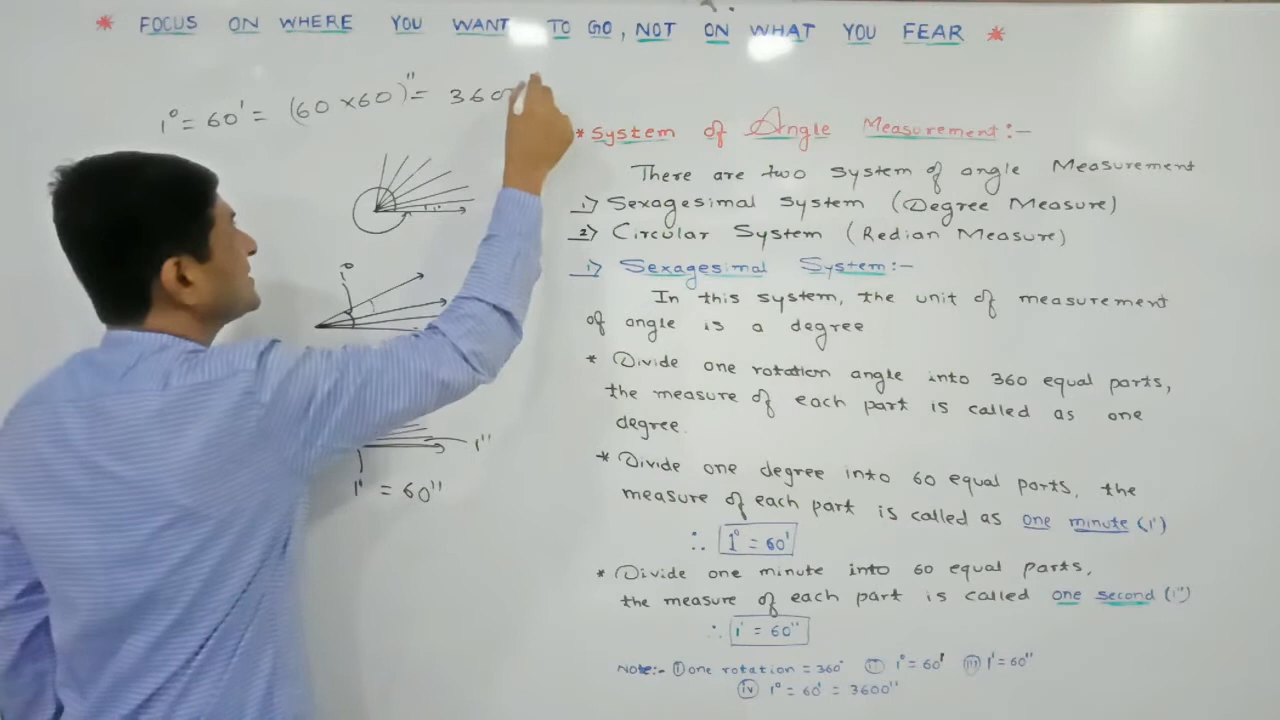 * FOCUS ON WHERE YOU WANT TO GO, NOT ON WHAT YOU FEAR *
1° = 60' = (60 × 60)" = 360
* System of Angle Measurement :-
There are two system of angle Measurement
1) Sexagesimal System (Degree Measure)
2) Circular System (Redian Measure)
1) Sexagesimal System :-
In this system, the unit of measurement
of angle is a degree
* Divide one rotation angle into 360 equal parts,
the measure of each part is called as one
degree.
* Divide one degree into 60 equal parts, the
measure of each part is called as one minute (1')
∴ 1° = 60'
* Divide one minute into 60 equal parts,
the measure of each part is called one second (1")
∴ 1' = 60"
Note:- (i) one rotation = 360° (ii) 1° = 60' (iii) 1' = 60"
(iv) 1° = 60' = 3600"
1°
1°
1"
1' = 60"